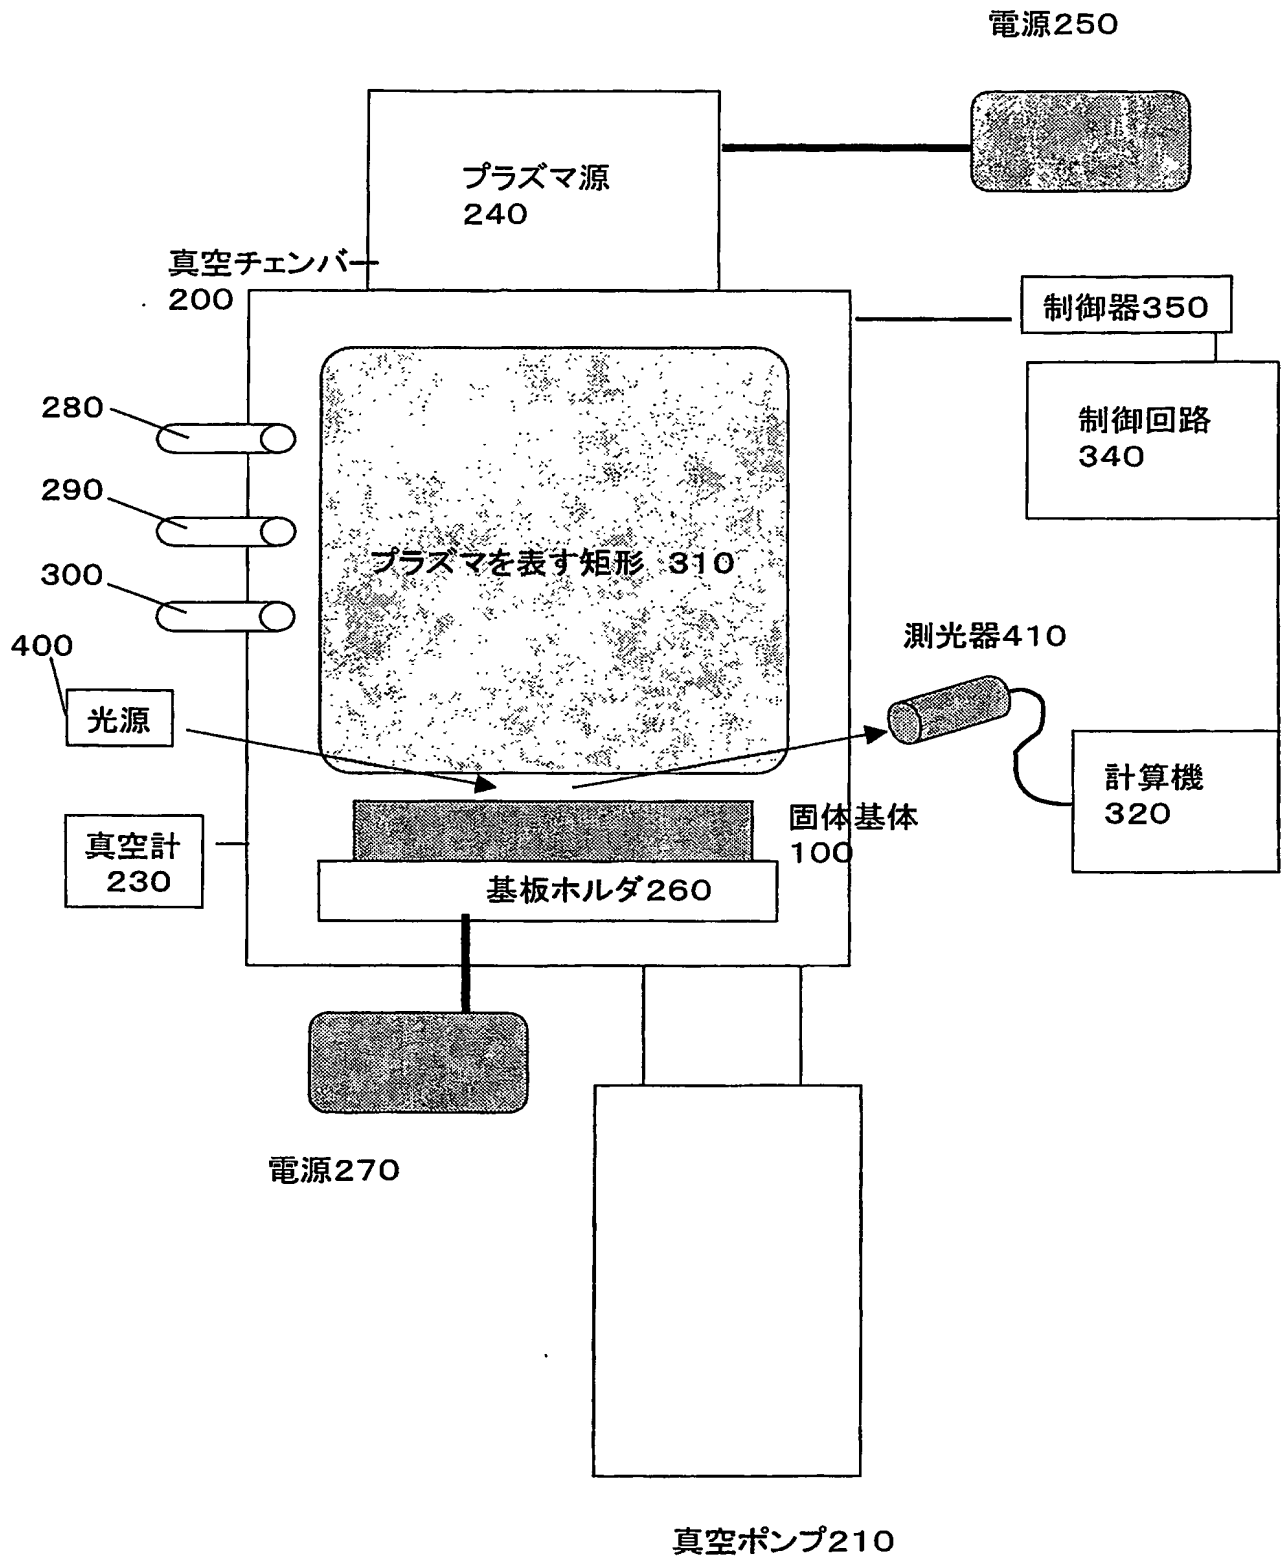 電源250
プラズマ源
240
真空チェンバ
200
制御器350
280
制御回路
340
290
プラズマを表す矩形 310
300
測光器410
400
光源
計算機
320
固体基体
100
真空計
230
基板ホルダ260
電源270
真空ポンプ210